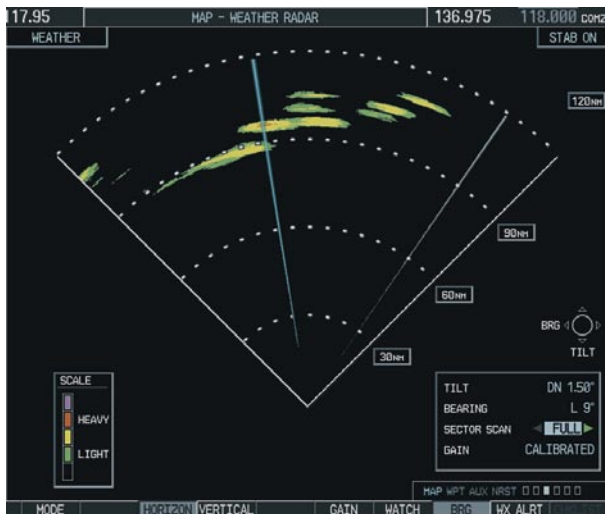 117.95 MAP – WEATHER RADAR 136.975 118.000 COM2
WEATHER STAB ON
120NM
90NM
60NM
30NM
BRG
TILT
SCALE
HEAVY
LIGHT
TILT DN 1.50°
BEARING L 9°
SECTOR SCAN FULL
GAIN CALIBRATED
MAP WPT AUX NRST
MODE HORIZON VERTICAL GAIN WATCH BRG WX ALRT